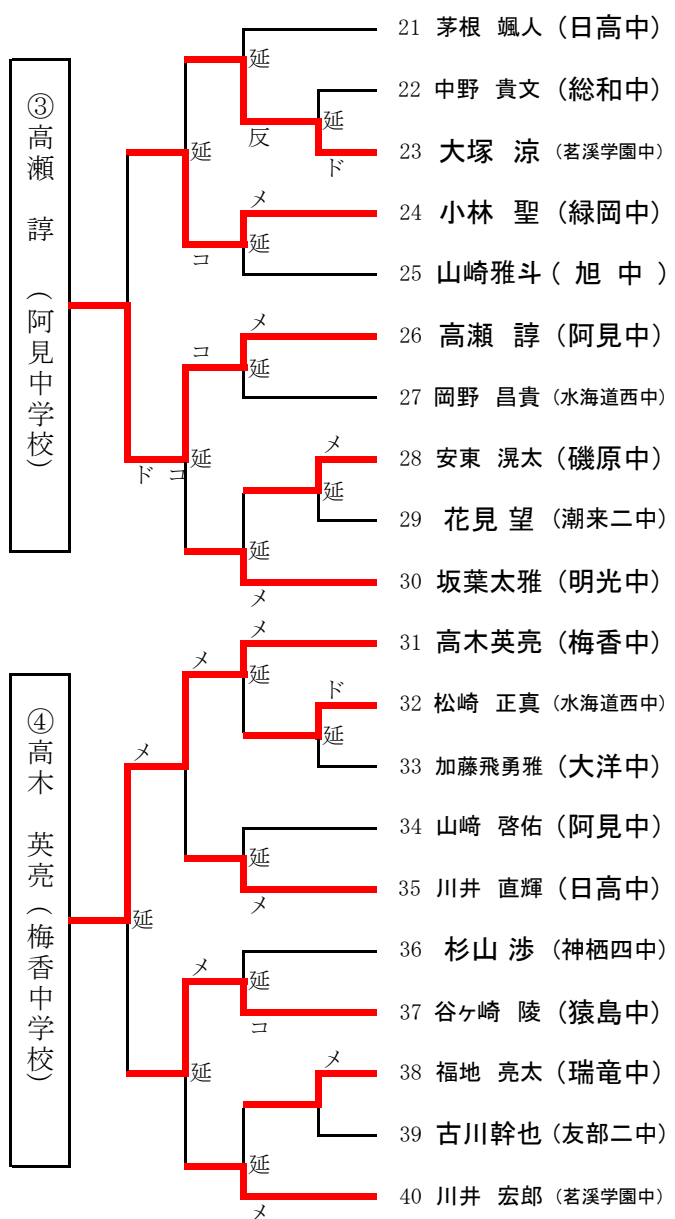 21 茅根 颯人 (日高中)
延
22 中野 貴文 (総和中)
延
反
延
23 大塚 涼 (茗溪学園中)
ド
メ
24 小林 聖 (緑岡中)
延
コ
25 山崎雅斗 ( 旭 中 )
③高瀬 諄 (阿見中学校)
メ
26 高瀬 諄 (阿見中)
コ
延
27 岡野 昌貴 (水海道西中)
メ
28 安東 滉太 (磯原中)
延
ド コ
延
29 花見 望 (潮来二中)
延
30 坂葉太雅 (明光中)
メ
メ
31 高木英亮 (梅香中)
メ
延
ド
32 松崎 正真 (水海道西中)
延
メ
33 加藤飛勇雅 (大洋中)
④高木 英亮 (梅香中学校)
34 山﨑 啓佑 (阿見中)
延
35 川井 直輝 (日高中)
メ
延
36 杉山 渉 (神栖四中)
メ
延
37 谷ヶ崎 陵 (猿島中)
コ
メ
38 福地 亮太 (瑞竜中)
延
延
39 古川幹也 (友部二中)
延
40 川井 宏郎 (茗溪学園中)
メ